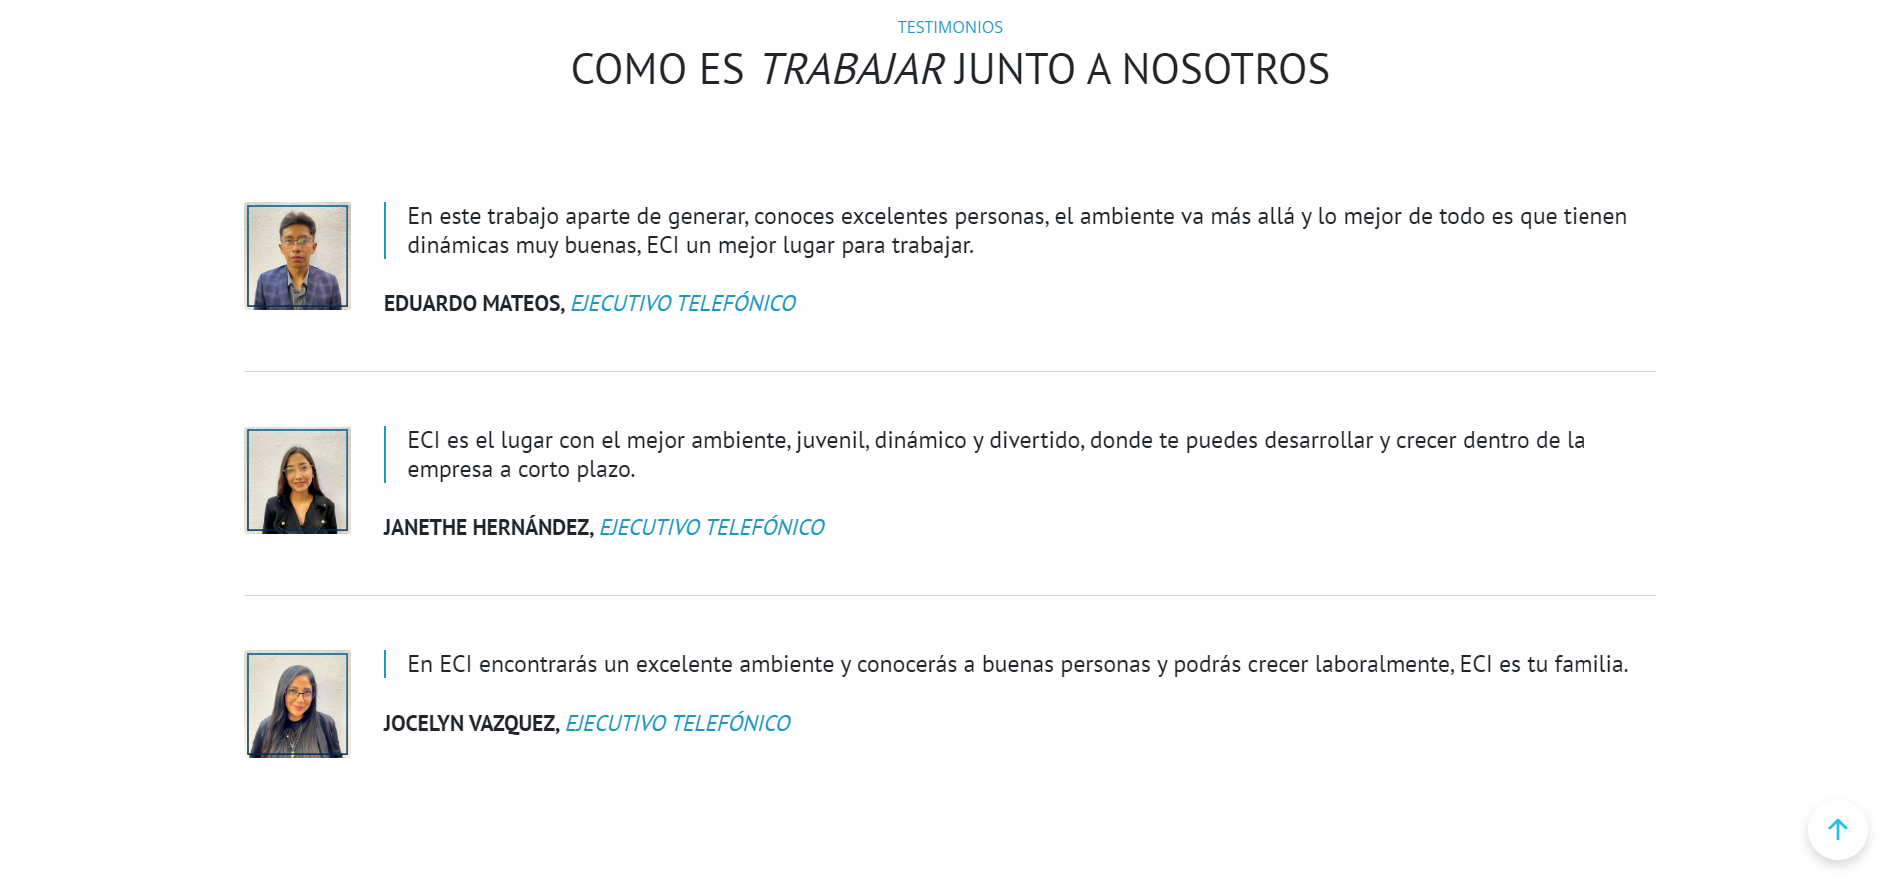 TESTIMONIOS
COMO ES TRABAJAR JUNTO A NOSOTROS
En este trabajo aparte de generar, conoces excelentes personas, el ambiente va más allá y lo mejor de todo es que tienen
dinámicas muy buenas, ECI un mejor lugar para trabajar.
EDUARDO MATEOS, EJECUTIVO TELEFÓNICO
ECI es el lugar con el mejor ambiente, juvenil, dinámico y divertido, donde te puedes desarrollar y crecer dentro de la
empresa a corto plazo.
JANETHE HERNÁNDEZ, EJECUTIVO TELEFÓNICO
En ECI encontrarás un excelente ambiente y conocerás a buenas personas y podrás crecer laboralmente, ECI es tu familia.
JOCELYN VAZQUEZ, EJECUTIVO TELEFÓNICO